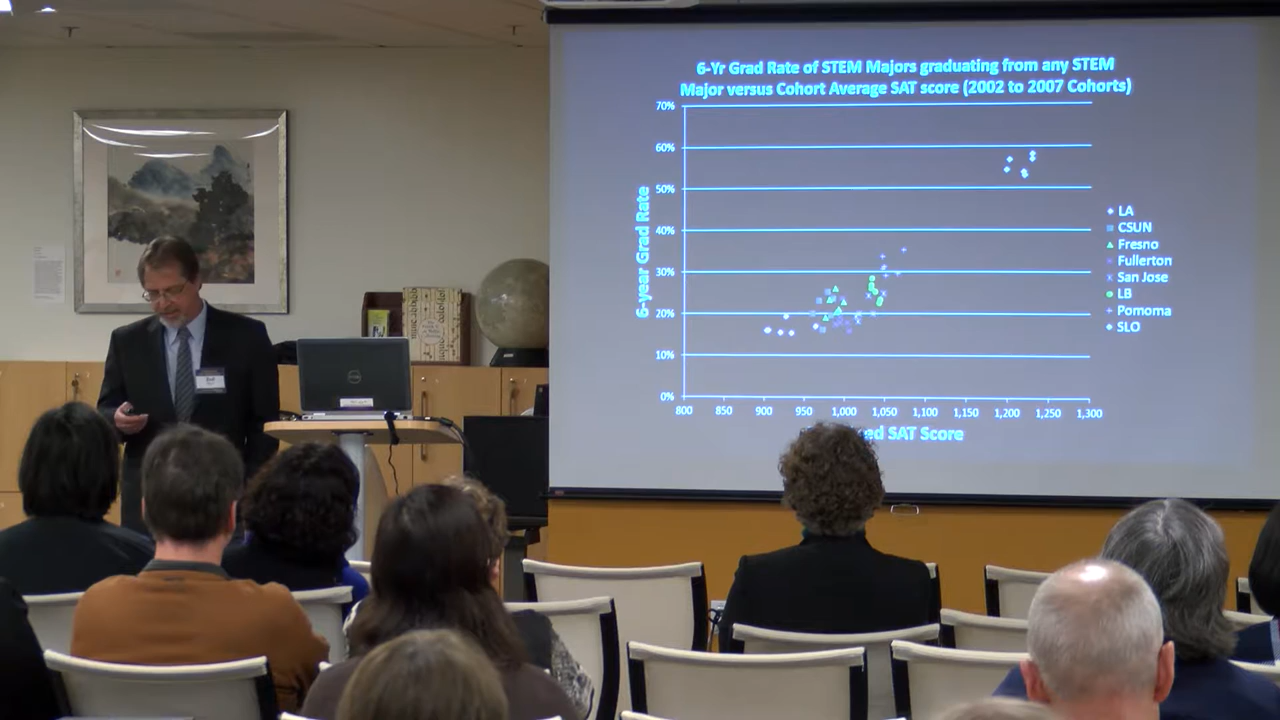 6-Yr Grad Rate of STEM Majors graduating from any STEM
Major versus Cohort Average SAT score (2002 to 2007 Cohorts)
70%
60%
50%
40%
30%
20%
10%
0%
6-year Grad Rate
800 850 900 950 1,000 1,050 1,100 1,150 1,200 1,250 1,300
SAT Score
LA
CSUN
Fresno
Fullerton
San Jose
LB
Pomoma
SLO
DELL